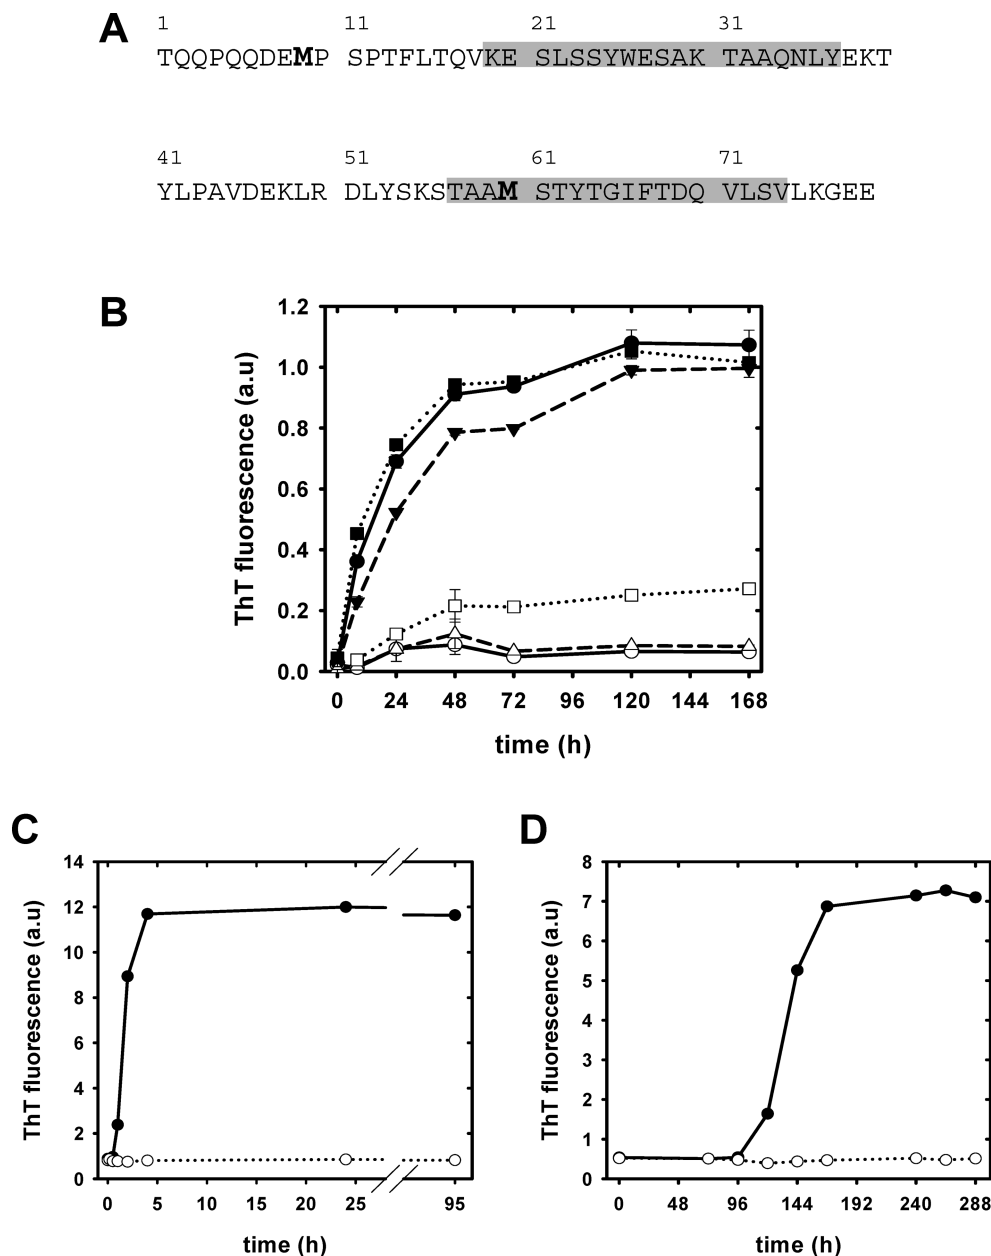 A
1 11 21 31
TQQPQQDEMP SPTFLTQVKE SLSSYWESAK TAAQNLYEKT
41 51 61 71
YLPAVDEKLR DLYSKSTAAM STYTGIFTDQ VLSVLKGEE
B
ThT fluorescence (a.u)
1.2
1.0
0.8
0.6
0.4
0.2
0.0
0 24 48 72 96 120 144 168
time (h)
C
ThT fluorescence (a.u)
14
12
10
8
6
4
2
0
0 5 10 15 20 25 95
time (h)
D
ThT fluorescence (a.u)
8
7
6
5
4
3
2
1
0
0 48 96 144 192 240 288
time (h)